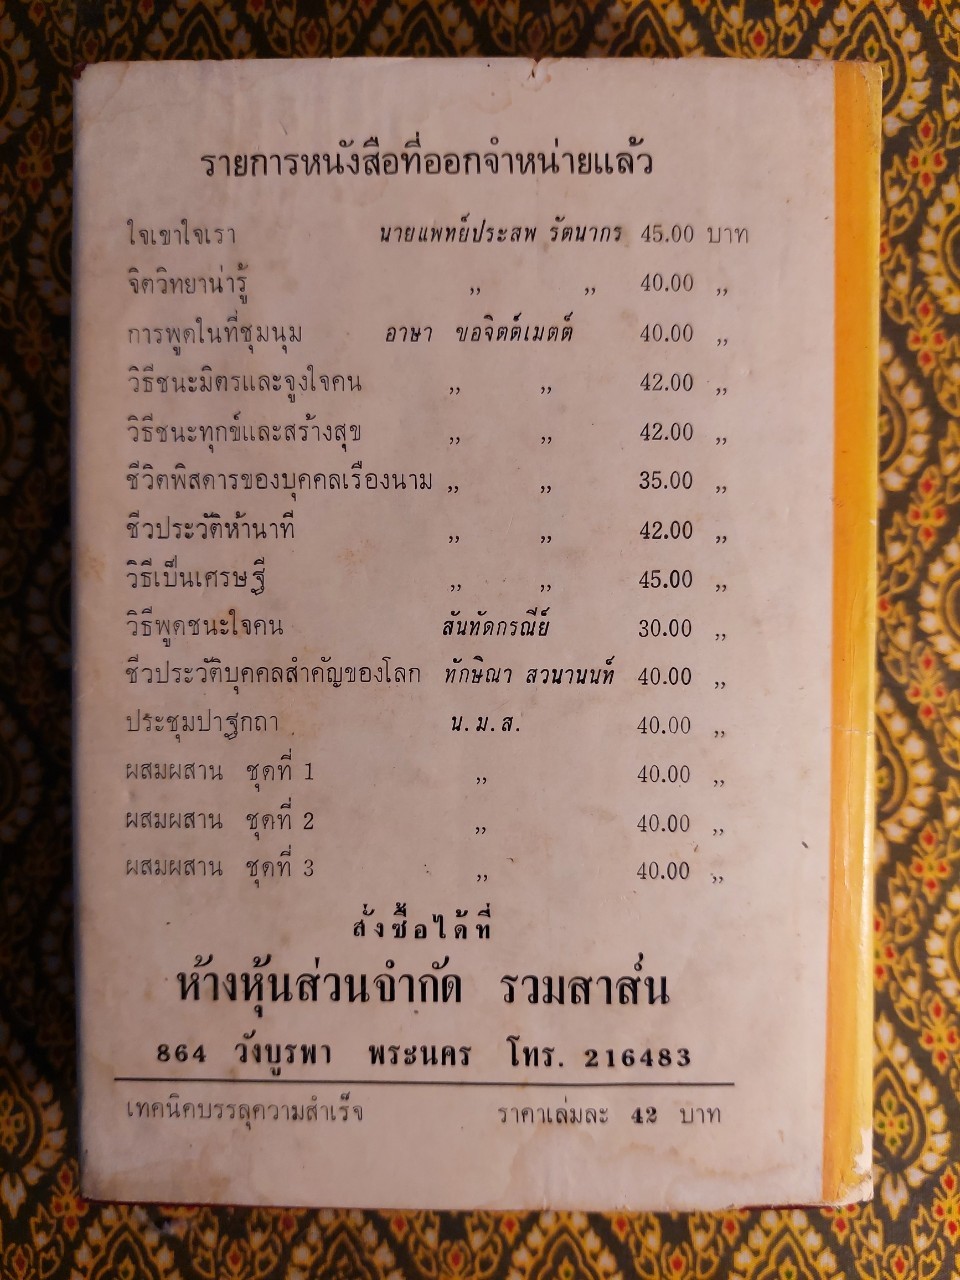 รายการหนังสือที่ออกจำหน่ายแล้ว
ใจเขาใจเรา นายแพทย์ประสพ รัตนากร 45.00 บาท
จิตวิทยาน่ารู้ ,, ,, 40.00 ,,
การพูดในที่ชุมนุม อาษา ขอจิตต์เมตต์ 40.00 ,,
วิธีชนะมิตรและจูงใจคน ,, ,, 42.00 ,,
วิธีชนะทุกข์และสร้างสุข ,, ,, 42.00 ,,
ชีวิตพิสดารของบุคคลเรืองนาม ,, ,, 35.00 ,,
ชีวประวัติห้านาที ,, ,, 42.00 ,,
วิธีเป็นเศรษฐี ,, ,, 45.00 ,,
วิธีพูดชนะใจคน สันทัดกรณีย์ 30.00 ,,
ชีวประวัติบุคคลสำคัญของโลก ทักษิณา สวนานนท์ 40.00 ,,
ประชุมปาฐกถา น.ม.ส. 40.00 ,,
ผสมผสาน ชุดที่ 1 ,, 40.00 ,,
ผสมผสาน ชุดที่ 2 ,, 40.00 ,,
ผสมผสาน ชุดที่ 3 ,, 40.00 ,,
สั่งซื้อได้ที่
ห้างหุ้นส่วนจำกัด รวมสาส์น
864 วังบูรพา พระนคร โทร. 216483
เทคนิคบรรลุความสำเร็จ ราคาเล่มละ 42 บาท